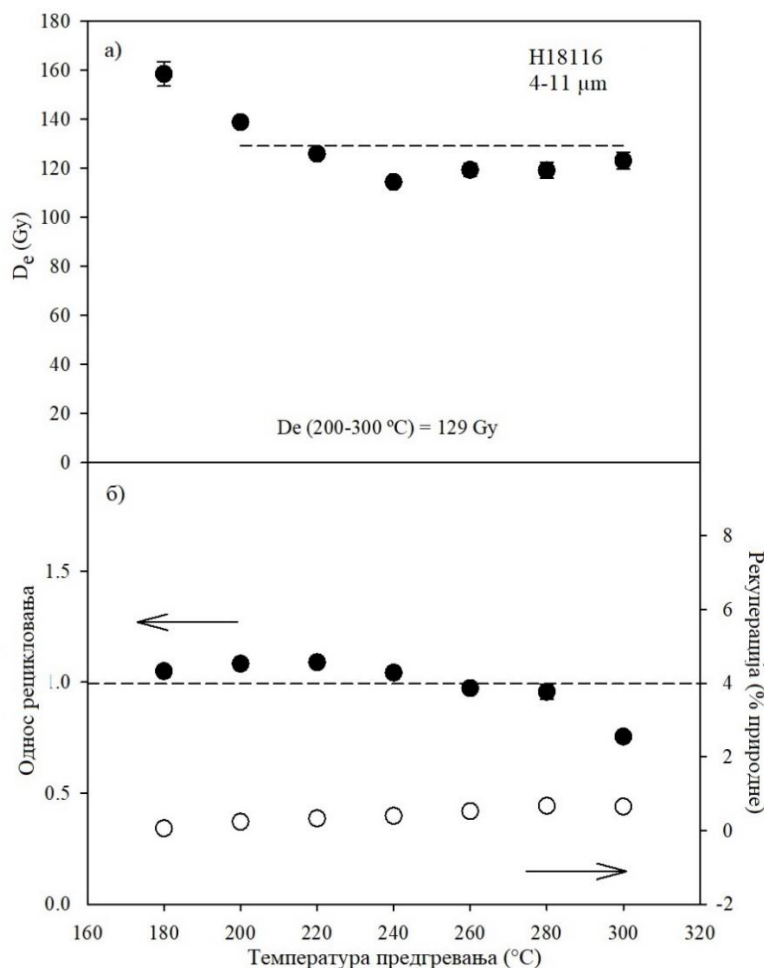 а)
H18116
4-11 μm
180
160
140
120
100
80
60
40
20
0
De (Gy)
De (200-300 ºC) = 129 Gy
б)
1.5
1.0
0.5
0.0
Однос рецикловања
8
6
4
2
0
-2
Рекуперација (% природне)
160 180 200 220 240 260 280 300 320
Температура предгревања (°C)